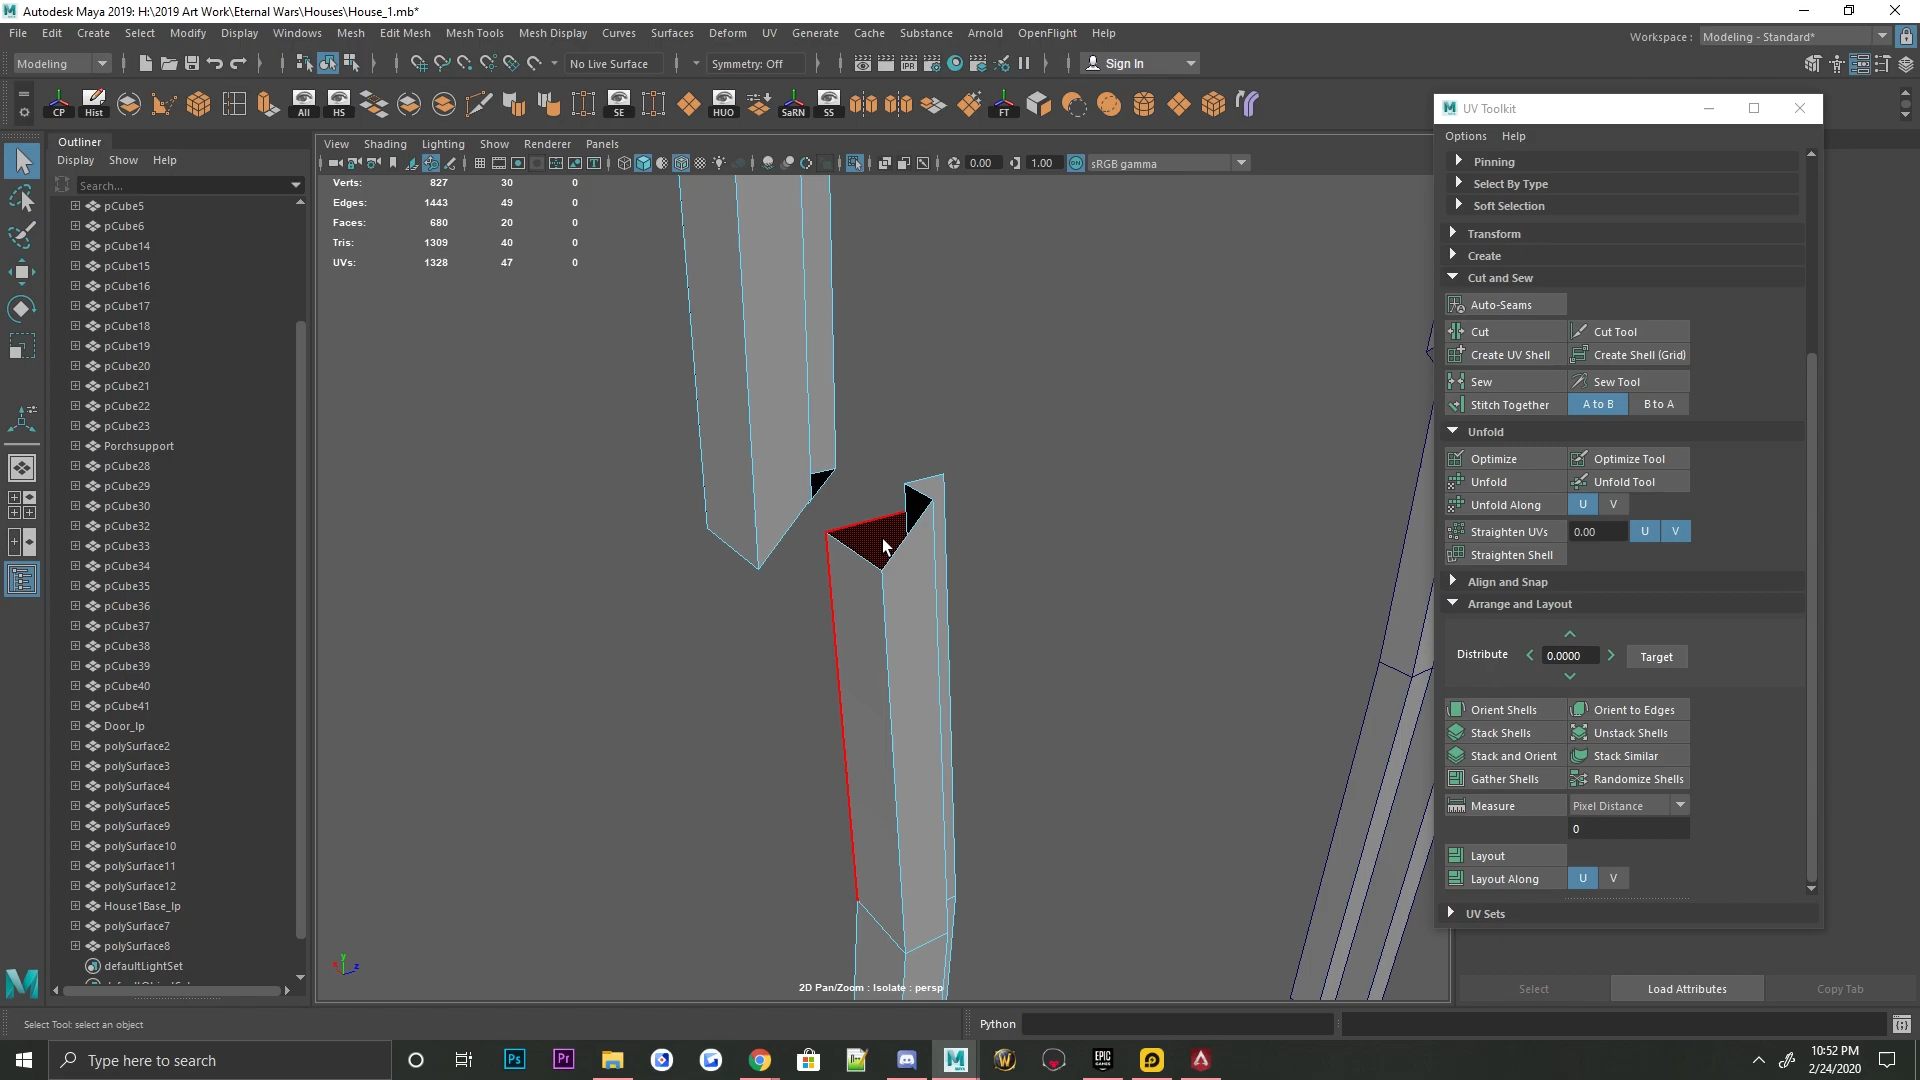 Autodesk Maya 2019: H:\2019 Art Work\Eternal Wars\Houses\House_1.mb*
File Edit Create Select Modify Display Windows Mesh Edit Mesh Mesh Tools Mesh Display Curves Surfaces Deform UV Generate Cache Substance Arnold OpenFlight Help
Workspace : Modeling - Standard*
Modeling No Live Surface Symmetry: Off Sign In
CP Hist All HS SE HUO SaRN SS FT
UV Toolkit
Options Help
Outliner
Display Show Help
Search...
View Shading Lighting Show Renderer Panels
0.00 1.00 sRGB gamma
Verts: 827 30 0
Edges: 1443 49 0
Faces: 680 20 0
Tris: 1309 40 0
UVs: 1328 47 0
pCube5
pCube6
pCube14
pCube15
pCube16
pCube17
pCube18
pCube19
pCube20
pCube21
pCube22
pCube23
Porchsupport
pCube28
pCube29
pCube30
pCube32
pCube33
pCube34
pCube35
pCube36
pCube37
pCube38
pCube39
pCube40
pCube41
Door_lp
polySurface2
polySurface3
polySurface4
polySurface5
polySurface9
polySurface10
polySurface11
polySurface12
House1Base_lp
polySurface7
polySurface8
defaultLightSet
Pinning
Select By Type
Soft Selection
Transform
Create
Cut and Sew
Auto-Seams
Cut Cut Tool
Create UV Shell Create Shell (Grid)
Sew Sew Tool
Stitch Together A to B B to A
Unfold
Optimize Optimize Tool
Unfold Unfold Tool
Unfold Along U V
Straighten UVs 0.00 U V
Straighten Shell
Align and Snap
Arrange and Layout
Distribute 0.0000 Target
Orient Shells Orient to Edges
Stack Shells Unstack Shells
Stack and Orient Stack Similar
Gather Shells Randomize Shells
Measure Pixel Distance
0
Layout
Layout Along U V
UV Sets
y
z
2D Pan/Zoom : Isolate : persp
Select Load Attributes Copy Tab
Select Tool: select an object
Python
Type here to search
Ps Pr EPIC GAMES
10:52 PM
2/24/2020